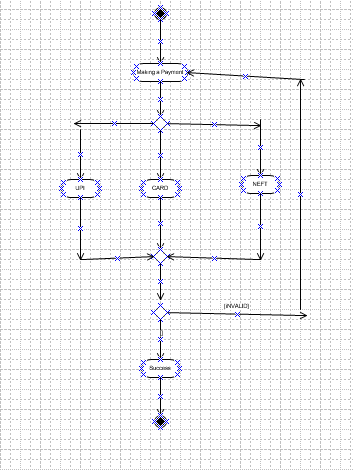 Making a Payment
UPI
CARD
NEFT
[INVALID]
Success